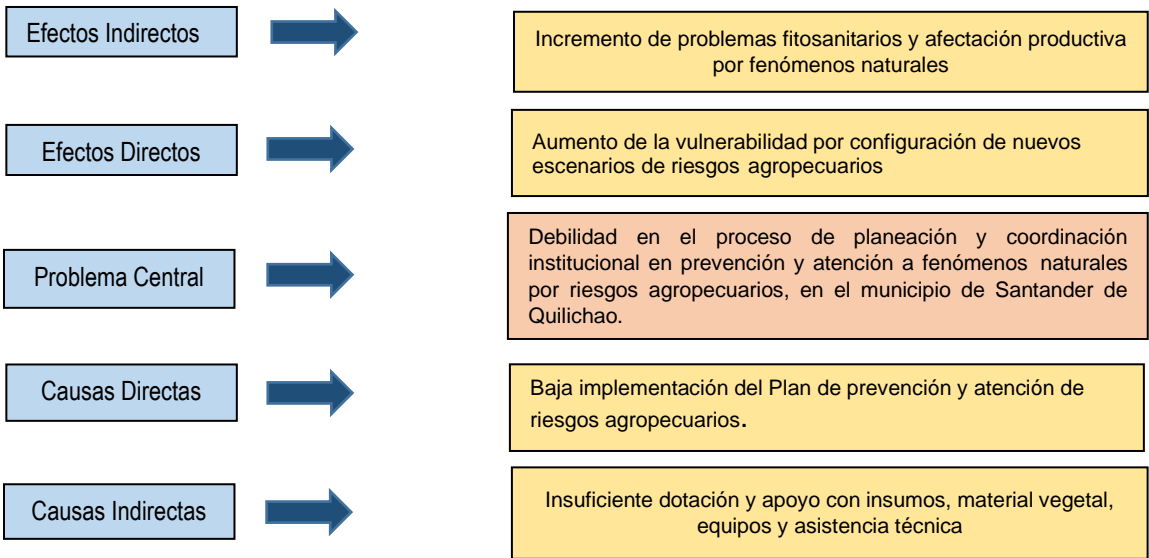 Efectos Indirectos
Incremento de problemas fitosanitarios y afectación productiva
por fenómenos naturales
Efectos Directos
Aumento de la vulnerabilidad por configuración de nuevos
escenarios de riesgos agropecuarios
Problema Central
Debilidad en el proceso de planeación y coordinación
institucional en prevención y atención a fenómenos naturales
por riesgos agropecuarios, en el municipio de Santander de
Quilichao.
Causas Directas
Baja implementación del Plan de prevención y atención de
riesgos agropecuarios.
Causas Indirectas
Insuficiente dotación y apoyo con insumos, material vegetal,
equipos y asistencia técnica